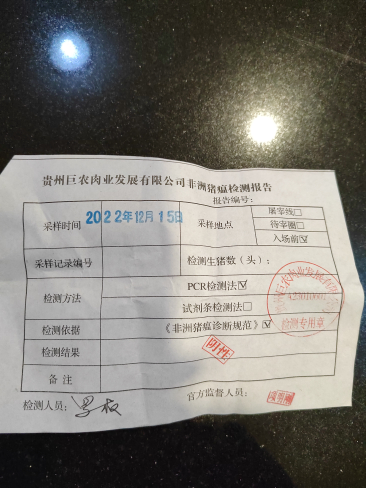 贵州巨农肉业发展有限公司非洲猪瘟检测报告
报告编号：
采样时间 2022年12月15日 采样地点 屠宰线□
待宰圈□
入场前☑
采样记录编号 检测生猪数（头）：
检测方法 PCR检测法☑
试剂条检测法□
检测依据 《非洲猪瘟诊断规范》☑
检测结果 阴性
备注
检测人员： 官方监督人员：
检测专用章